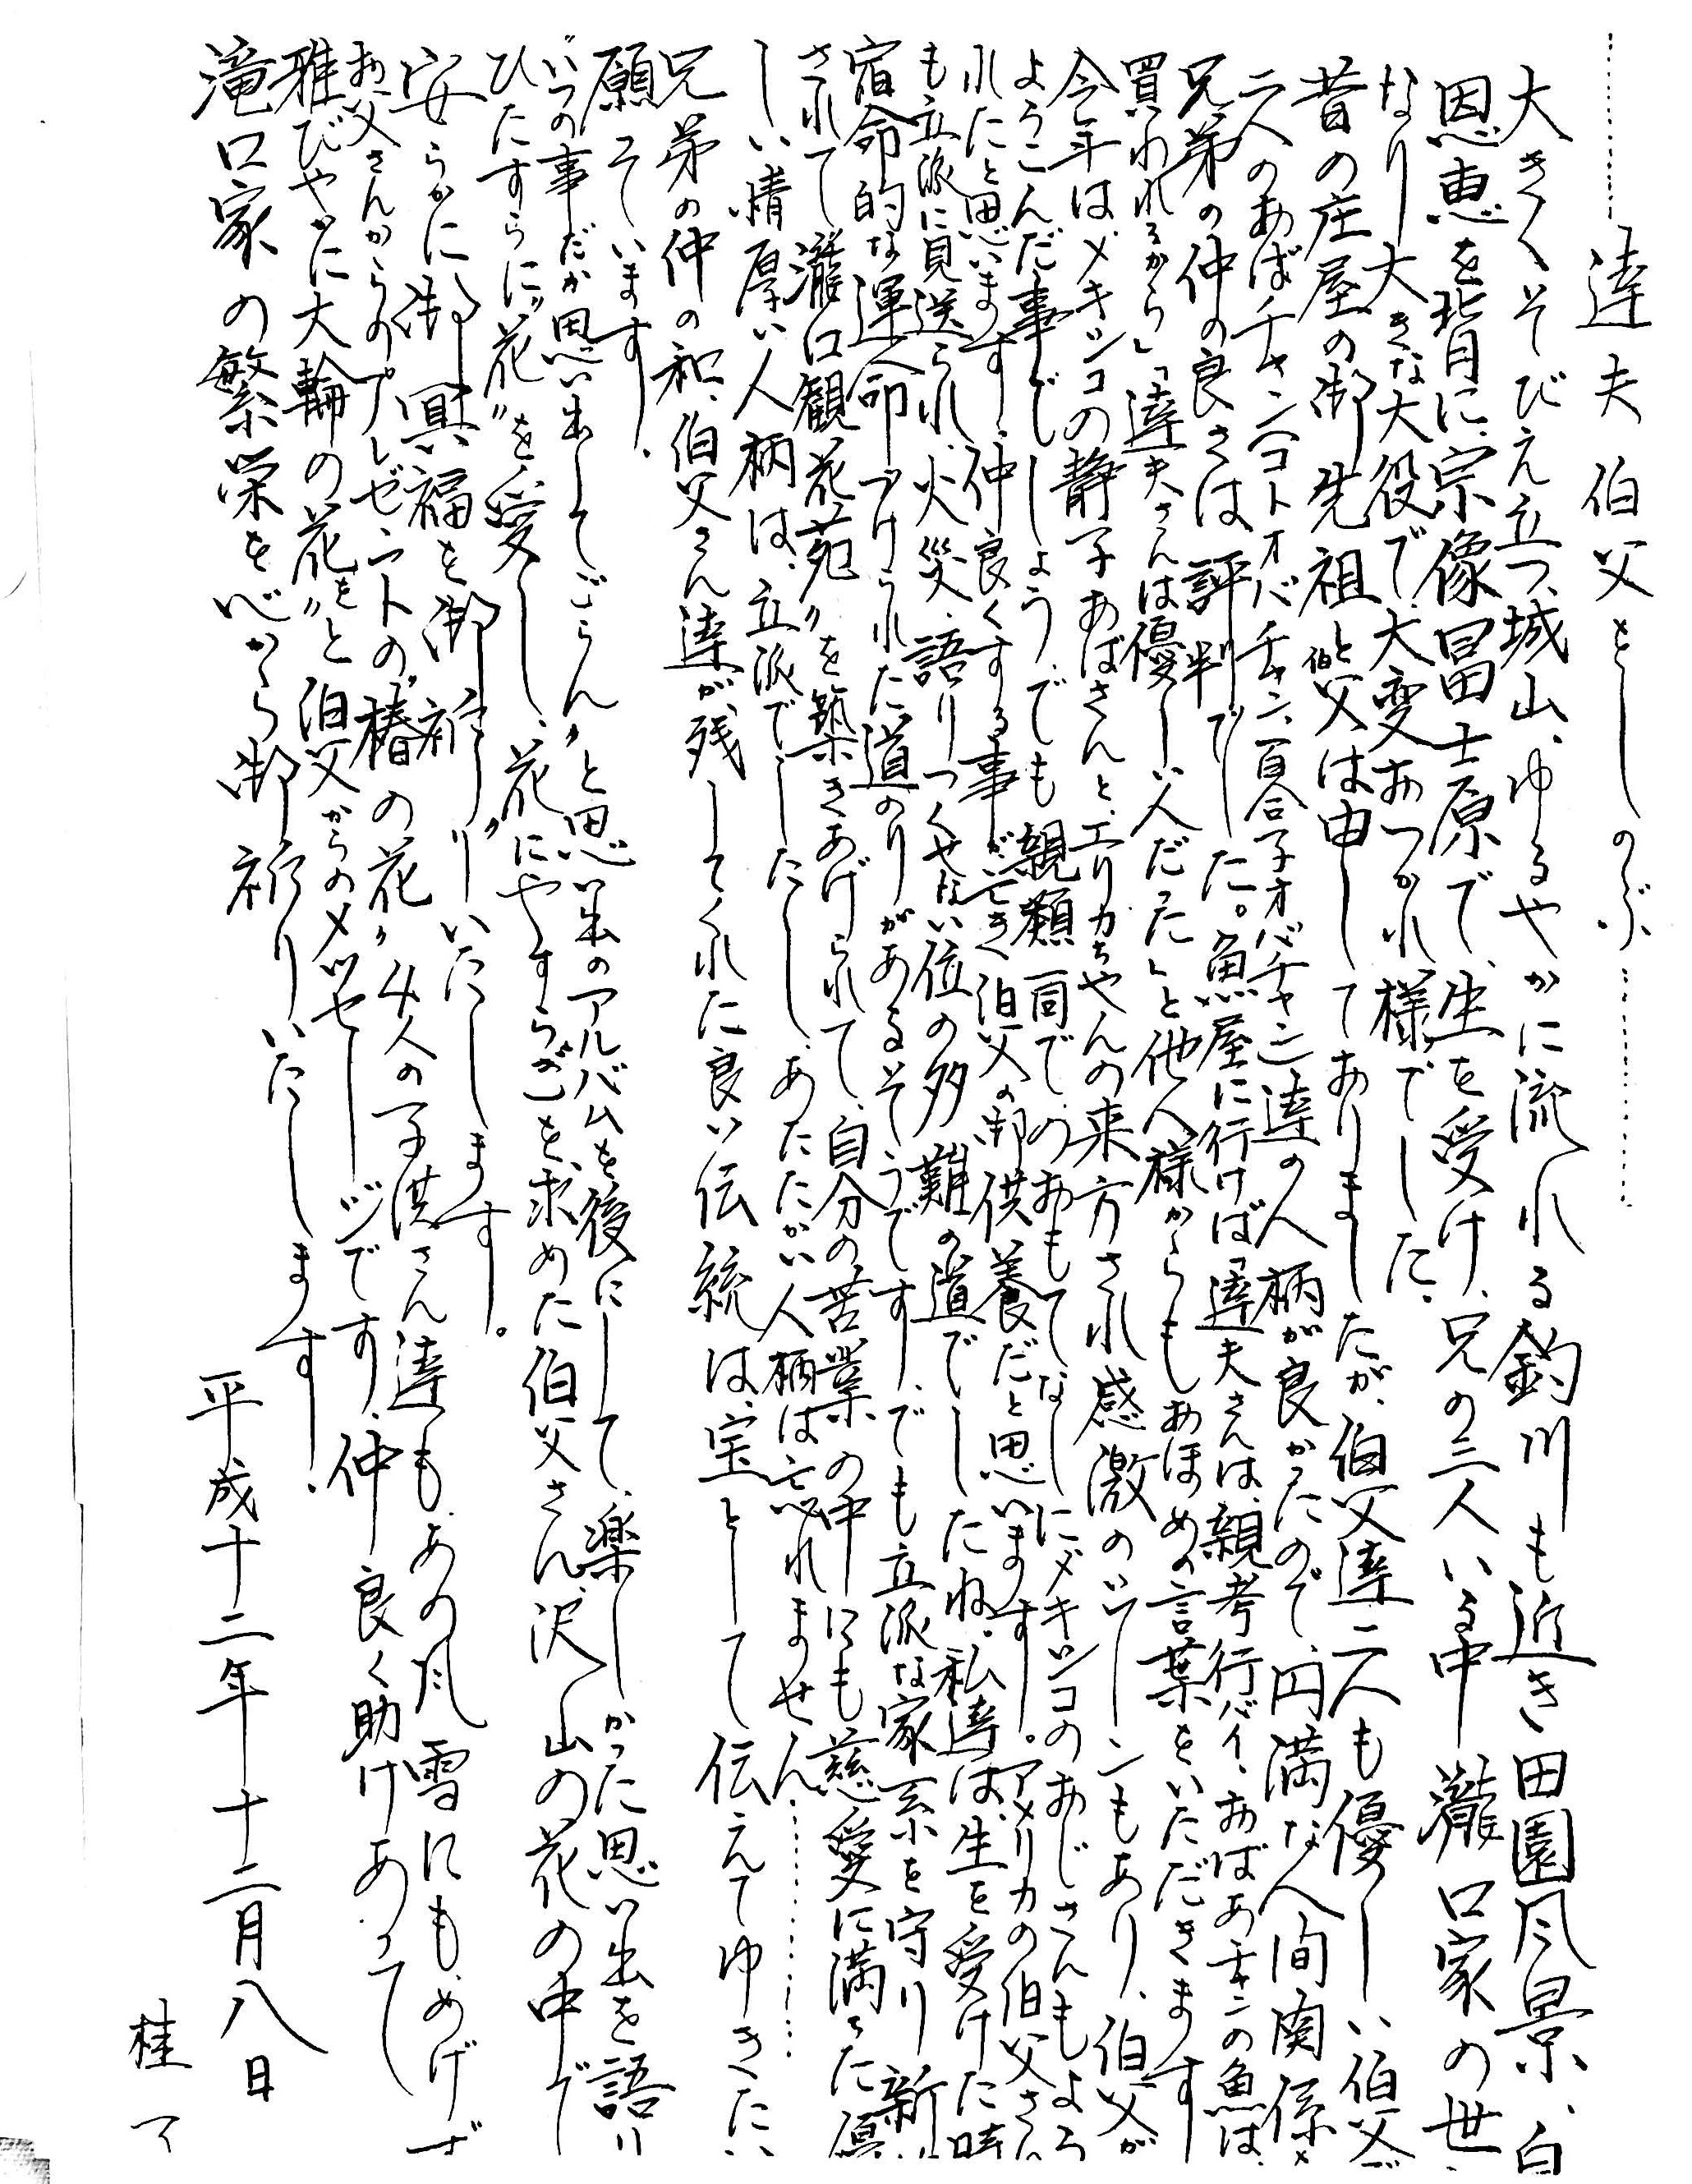 ………達夫伯父をしのぶ………
大きくそびえ立つ、城山、ゆるやかに流れる釣川も近き田園風景、自
恩恵を背に、宗像冨士原で、生を受け、兄の三人いる中瀧口家の世
なり大きな大役で、大変おつかれ様でした。
昔の庄屋の御先祖と伯父は申してありましたが、伯父達二人も優しい伯父で
二人のおばチャン(コトオバチャン、百合子オバチャン)達の人柄が良かったので、円満な人間関係で
兄弟の仲の良さは評判でした。魚屋に行けば「達夫さんは、親考行バイ、おばあチャンの魚は、
買われるから」「達夫さんは優しい人だった」と他人様からもおほめの言葉をいただきます
今年はメキシコの静子おばさんと、エリカちゃんの来方され感激のシーンもあり、伯父が
よろこんだ事でしょう、でも親類一同で、のおもてなしにメキシコのおじさんもよろ
れたと思います、仲良くする事が亡き伯父の御供養だと思います。アメリカの伯父さん
も立派に見送られ、火災、語りつくせない位の多難の道でしたね、私達は、生を受けた時
宿命的な運命づけられた道のりがあるそうです、でも立派な家系を守り新
されて瀧口観花苑〃を築きあげられて、自分の苦業の中にも慈愛に満ちた
しい情厚い人柄は、立派でしたし、あたたかい人柄は忘れません………
兄弟の仲の和、伯父さん達が、残してくれた良い伝統は、宝として伝えてゆきたい
願っています。
〝いつの事だか思い出してごらん〟と思い出のアルバムを後にして、楽しかった思い出を語り
ひたすらに〝花〟を愛し、花にやすらぎを求めた伯父さん、沢山の花の中で
安らかに御冥福を御祈りいたします。
お父さんからのプレゼントの〝椿の花〟4人の子供さん達も、あの風雪にも、めげず
雅びやかに大輪の花〟をと伯父からのメッセージです、仲良く助けあって
滝口家の繁栄を心から御祈りいたします。
平成十二年十二月八日
桂